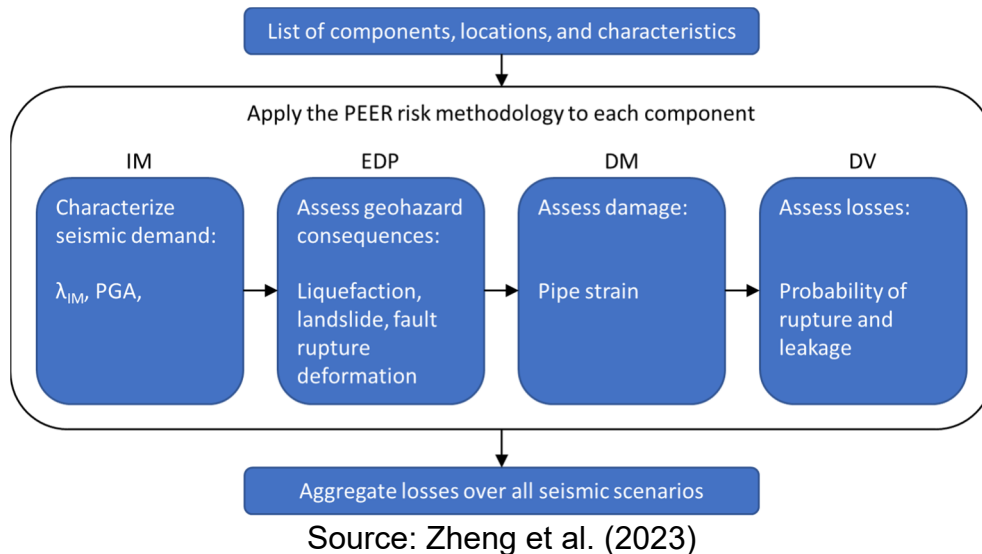 List of components, locations, and characteristics
Apply the PEER risk methodology to each component
IM
Characterize
seismic demand:
λIM, PGA,
EDP
Assess geohazard
consequences:
Liquefaction,
landslide, fault
rupture
deformation
DM
Assess damage:
Pipe strain
DV
Assess losses:
Probability of
rupture and
leakage
Aggregate losses over all seismic scenarios
Source: Zheng et al. (2023)